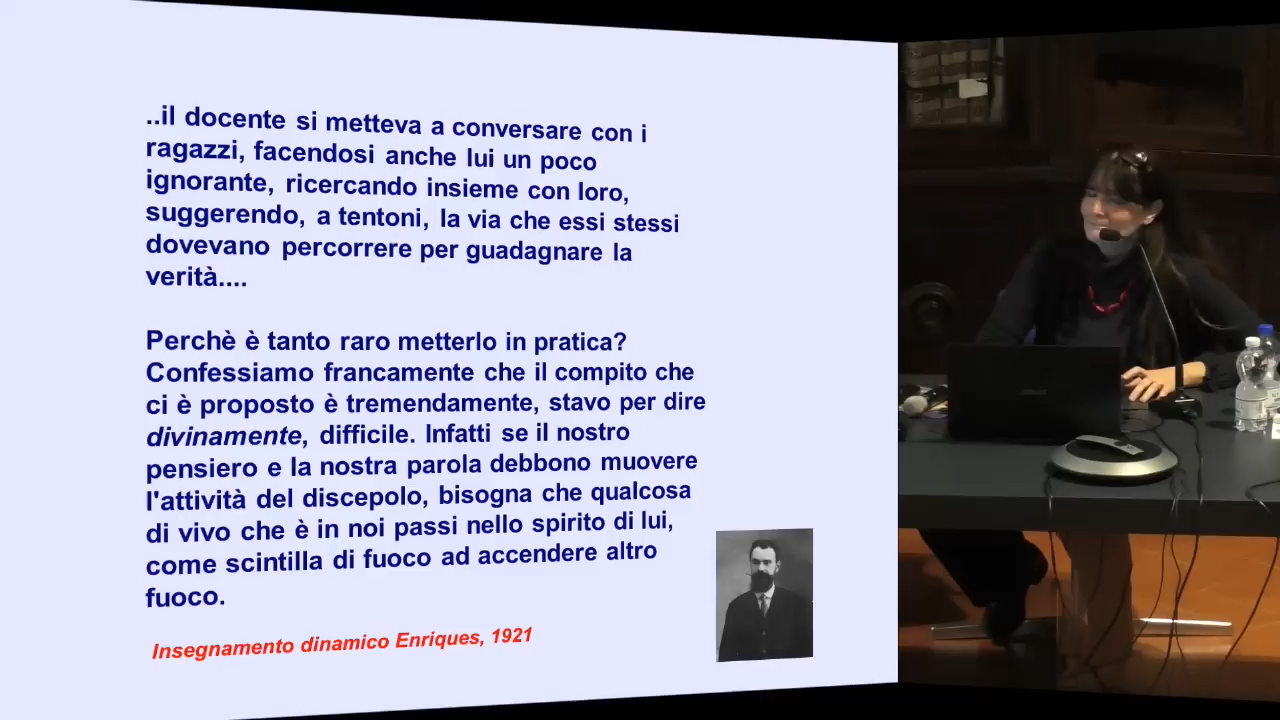 ..il docente si metteva a conversare con i
ragazzi, facendosi anche lui un poco
ignorante, ricercando insieme con loro,
suggerendo, a tentoni, la via che essi stessi
dovevano percorrere per guadagnare la
verità....
Perchè è tanto raro metterlo in pratica?
Confessiamo francamente che il compito che
ci è proposto è tremendamente, stavo per dire
divinamente, difficile. Infatti se il nostro
pensiero e la nostra parola debbono muovere
l'attività del discepolo, bisogna che qualcosa
di vivo che è in noi passi nello spirito di lui,
come scintilla di fuoco ad accendere altro
fuoco.
Insegnamento dinamico Enriques, 1921